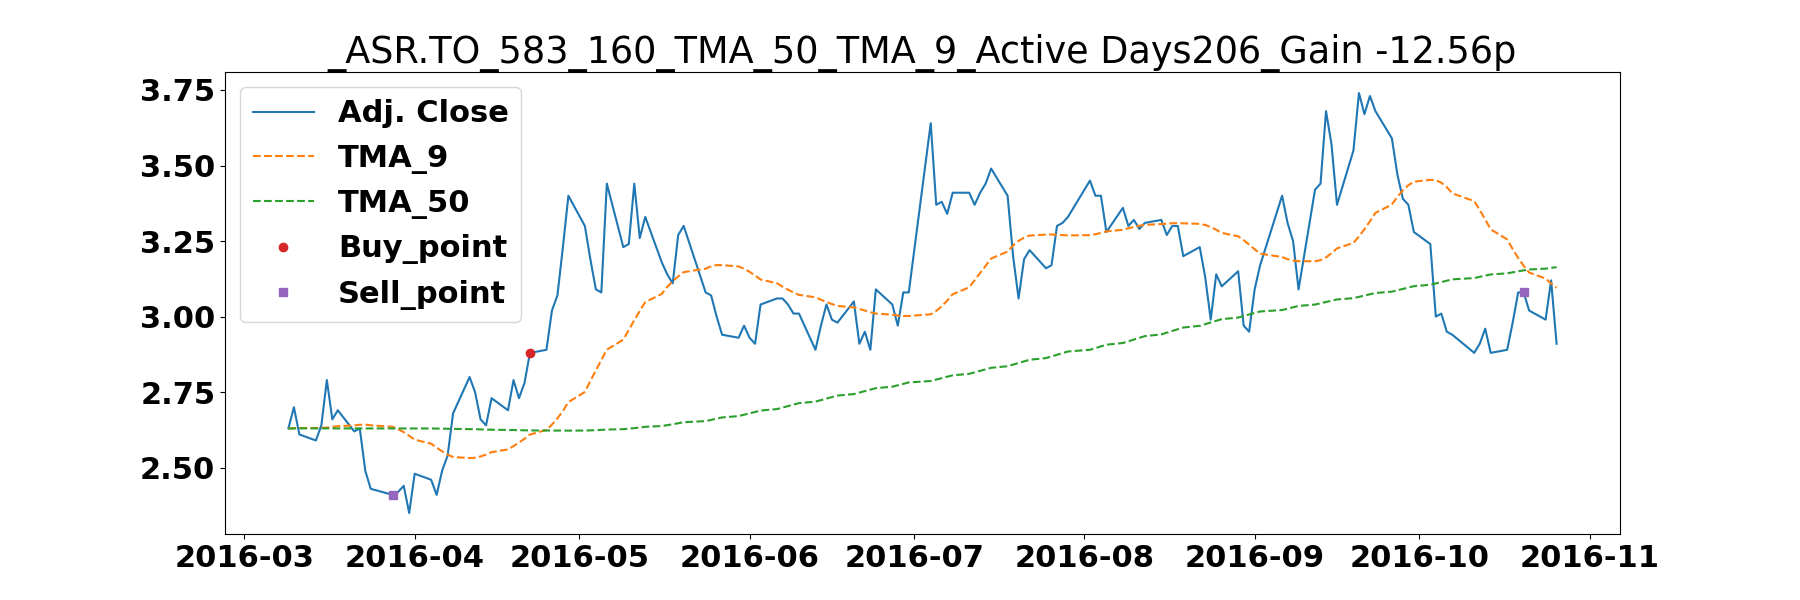 _ASR.TO_583_160_TMA_50_TMA_9_Active Days206_Gain -12.56p
3.75
3.50
3.25
3.00
2.75
2.50
Adj. Close
TMA_9
TMA_50
Buy_point
Sell_point
2016-03 2016-04 2016-05 2016-06 2016-07 2016-08 2016-09 2016-10 2016-11